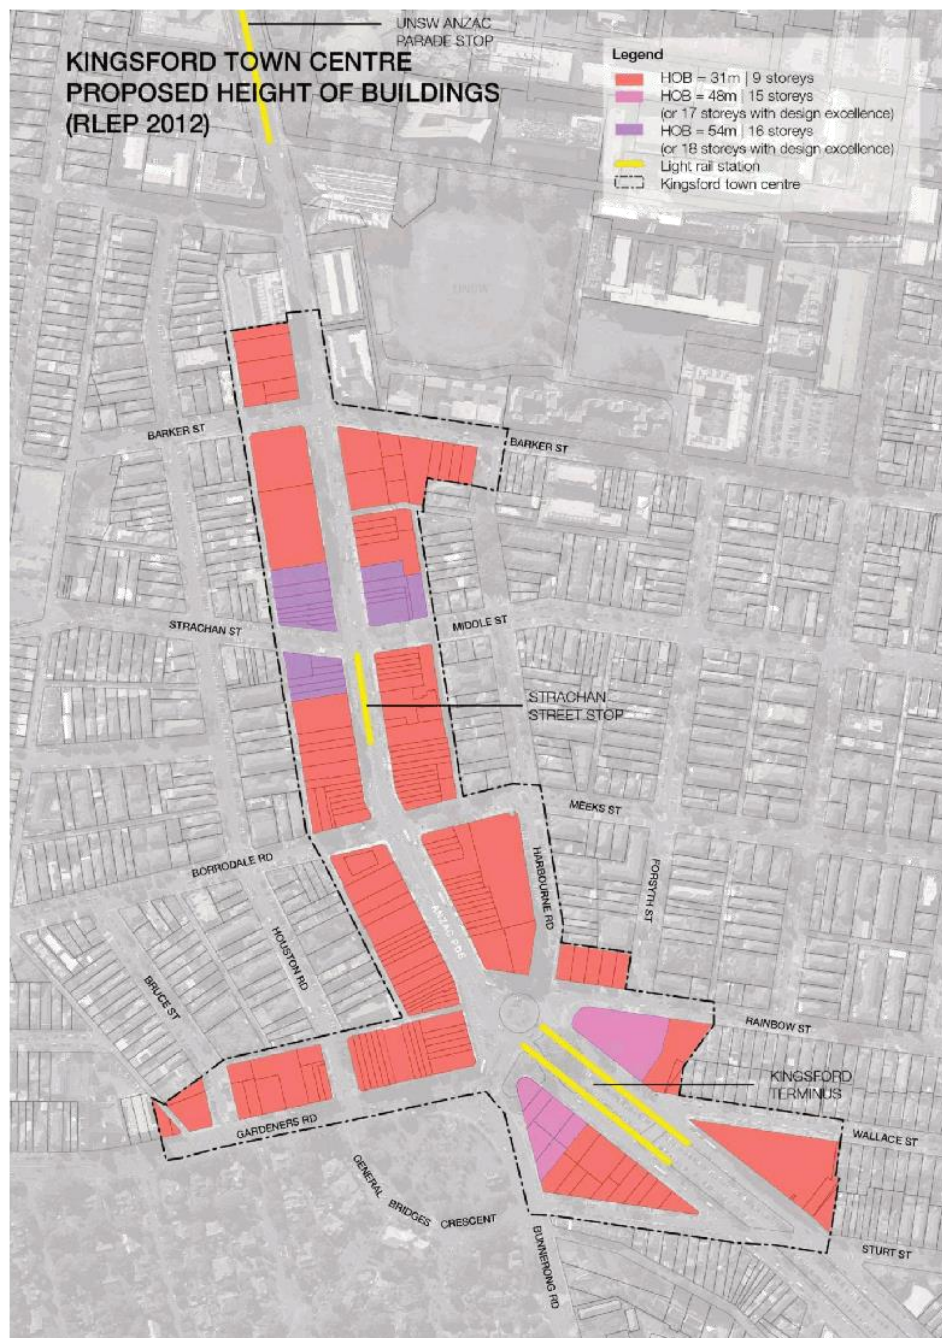 UNSW ANZAC
PARADE STOP
KINGSFORD TOWN CENTRE
PROPOSED HEIGHT OF BUILDINGS
(RLEP 2012)
Legend
HOB = 31m | 9 storeys
HOB = 48m | 15 storeys
(or 17 storeys with design excellence)
HOB = 54m | 16 storeys
(or 18 storeys with design excellence)
Light rail station
Kingsford town centre
UNSW
BARKER ST
BARKER ST
STRACHAN ST
MIDDLE ST
STRACHAN
STREET STOP
MEEKS ST
BORRODALE RD
HARBOURNE RD
FORSYTH ST
ANZAC PDE
HOUSTON RD
BRUCE ST
RAINBOW ST
KINGSFORD
TERMINUS
GARDENERS RD
WALLACE ST
GENERAL BRIDGES CRESCENT
BUNNERONG RD
STURT ST